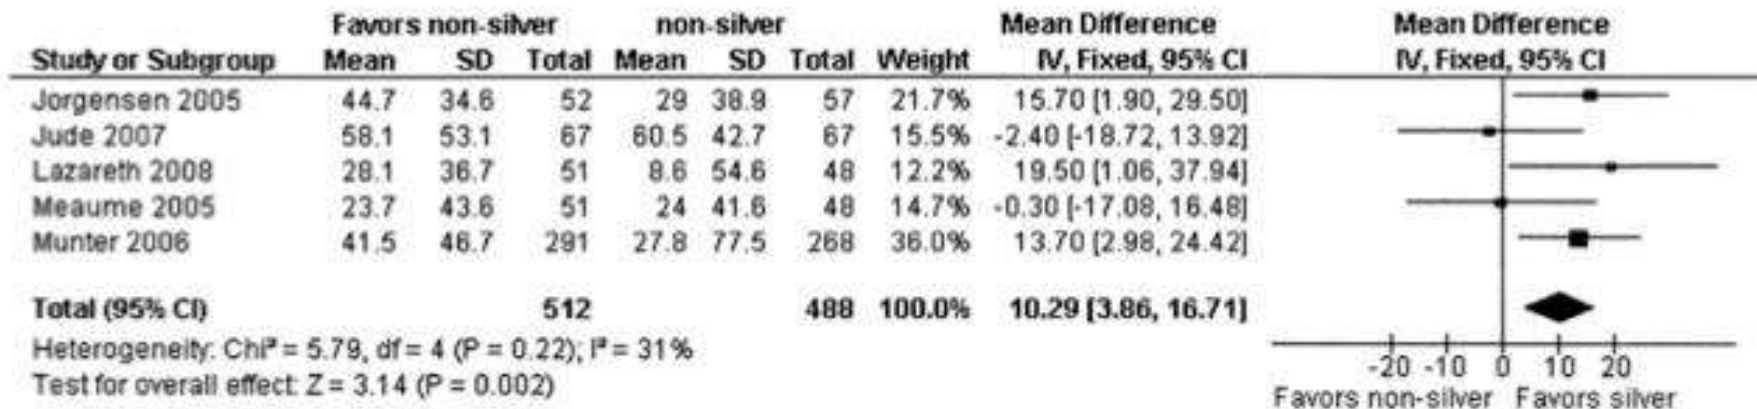 Favors non-silver non-silver Mean Difference Mean Difference
Study or Subgroup Mean SD Total Mean SD Total Weight IV, Fixed, 95% CI IV, Fixed, 95% CI
Jorgensen 2005 44.7 34.6 52 29 38.9 57 21.7% 15.70 [1.90, 29.50]
Jude 2007 58.1 53.1 67 60.5 42.7 67 15.5% -2.40 [-18.72, 13.92]
Lazareth 2008 28.1 36.7 51 8.6 54.6 48 12.2% 19.50 [1.06, 37.94]
Meaume 2005 23.7 43.6 51 24 41.6 48 14.7% -0.30 [-17.08, 16.48]
Munter 2006 41.5 46.7 291 27.8 77.5 268 36.0% 13.70 [2.98, 24.42]
Total (95% CI) 512 488 100.0% 10.29 [3.86, 16.71]
Heterogeneity: Chi² = 5.79, df = 4 (P = 0.22); I² = 31%
Test for overall effect: Z = 3.14 (P = 0.002)
-20 -10 0 10 20
Favors non-silver Favors silver